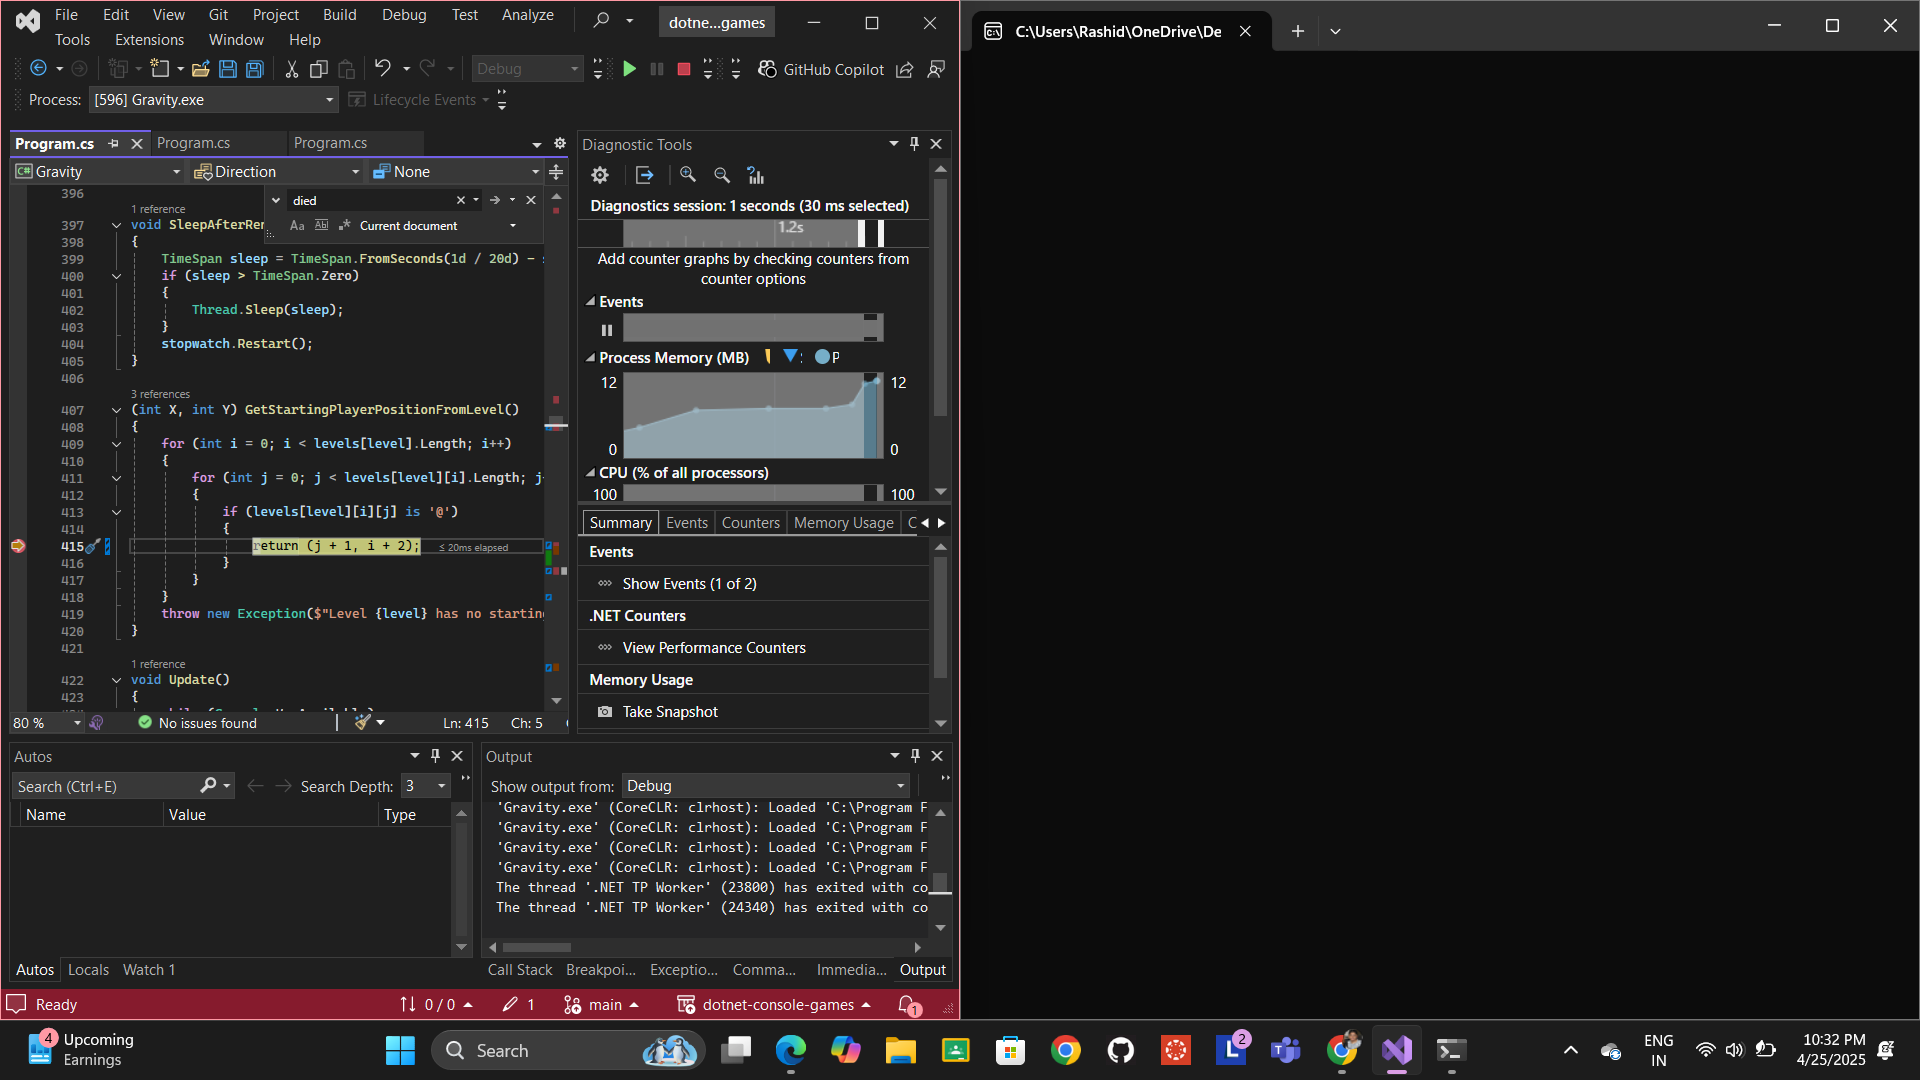 File Edit View Git Project Build Debug Test Analyze dotne...games
Tools Extensions Window Help
Debug GitHub Copilot
Process: [596] Gravity.exe Lifecycle Events
Program.cs Program.cs Program.cs
Gravity Direction None
died
Aa Ab Current document
396
1 reference
397 void SleepAfterRen
398 {
399 TimeSpan sleep = TimeSpan.FromSeconds(1d / 20d) -
400 if (sleep > TimeSpan.Zero)
401 {
402 Thread.Sleep(sleep);
403 }
404 stopwatch.Restart();
405 }
406
3 references
407 (int X, int Y) GetStartingPlayerPositionFromLevel()
408 {
409 for (int i = 0; i < levels[level].Length; i++)
410 {
411 for (int j = 0; j < levels[level][i].Length; j
412 {
413 if (levels[level][i][j] is '@')
414 {
415 return (j + 1, i + 2); ≤ 20ms elapsed
416 }
417 }
418 }
419 throw new Exception($"Level {level} has no startin
420 }
421
1 reference
422 void Update()
423 {
80 % No issues found Ln: 415 Ch: 5
Diagnostic Tools
Diagnostics session: 1 seconds (30 ms selected)
1.2s
Add counter graphs by checking counters from
counter options
Events
Process Memory (MB) P
12 12
0 0
CPU (% of all processors)
100 100
Summary Events Counters Memory Usage C
Events
Show Events (1 of 2)
.NET Counters
View Performance Counters
Memory Usage
Take Snapshot
Autos
Search (Ctrl+E) Search Depth: 3
Name Value Type
Autos Locals Watch 1
Output
Show output from: Debug
'Gravity.exe' (CoreCLR: clrhost): Loaded 'C:\Program F
'Gravity.exe' (CoreCLR: clrhost): Loaded 'C:\Program F
'Gravity.exe' (CoreCLR: clrhost): Loaded 'C:\Program F
'Gravity.exe' (CoreCLR: clrhost): Loaded 'C:\Program F
The thread '.NET TP Worker' (23800) has exited with co
The thread '.NET TP Worker' (24340) has exited with co
Call Stack Breakpoi... Exceptio... Comma... Immedia... Output
Ready 0 / 0 1 main dotnet-console-games 1
C:\Users\Rashid\OneDrive\De
4 Upcoming
Earnings
Search
2
ENG
IN
10:32 PM
4/25/2025